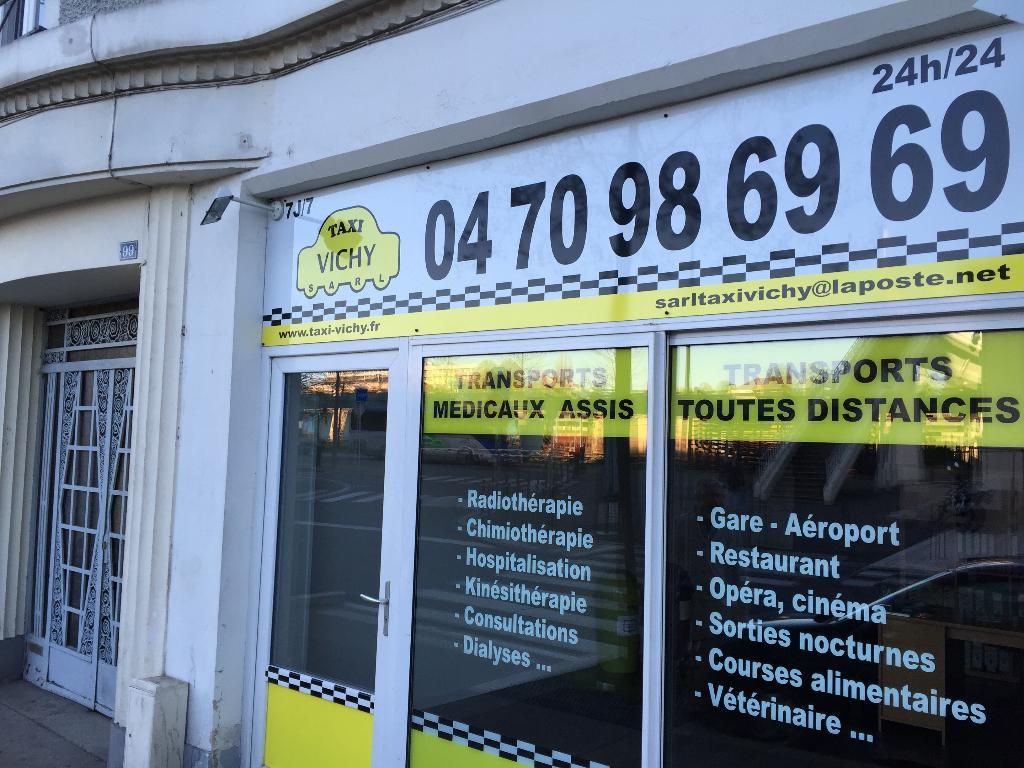 24h/24
7J/7
04 70 98 69 69
TAXI
VICHY
SARL
sarltaxivichy@laposte.net
www.taxi-vichy.fr
99
TRANSPORTS
MEDICAUX ASSIS
- Radiothérapie
- Chimiothérapie
- Hospitalisation
- Kinésithérapie
- Consultations
- Dialyses ...
TRANSPORTS
TOUTES DISTANCES
- Gare - Aéroport
- Restaurant
- Opéra, cinéma
- Sorties nocturnes
- Courses alimentaires
- Vétérinaire ...